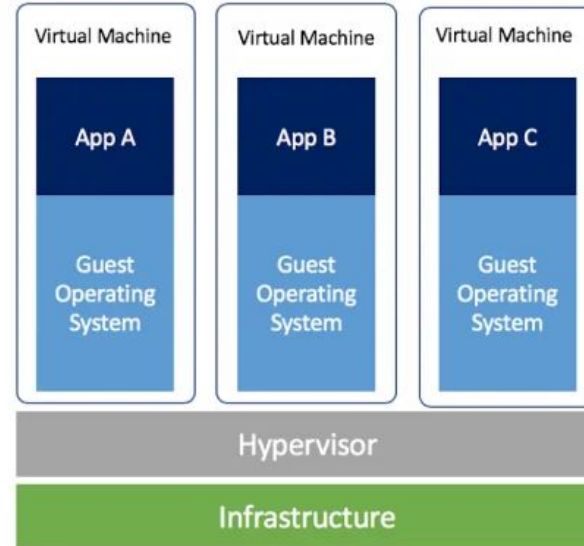 Virtual Machine
Virtual Machine
Virtual Machine
App A
App B
App C
Guest
Operating
System
Guest
Operating
System
Guest
Operating
System
Hypervisor
Infrastructure